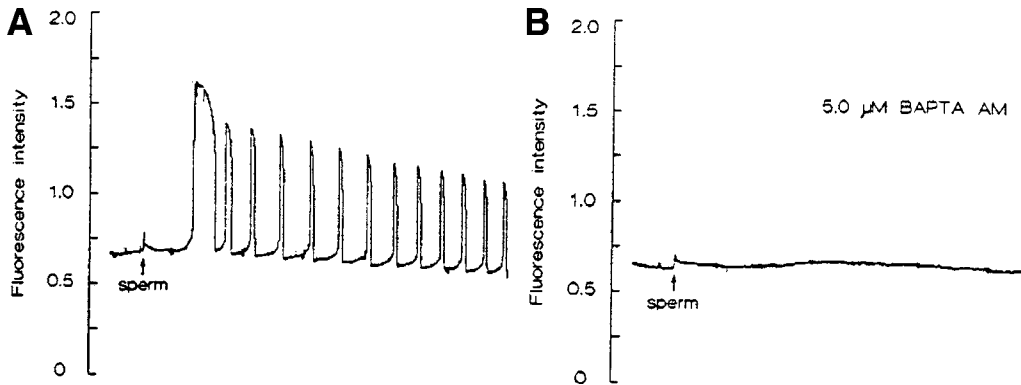 A
2.0
1.5
1.0
0.5
0
Fluorescence intensity
sperm
B
2.0
1.5
1.0
0.5
0
Fluorescence intensity
5.0 µM BAPTA AM
sperm